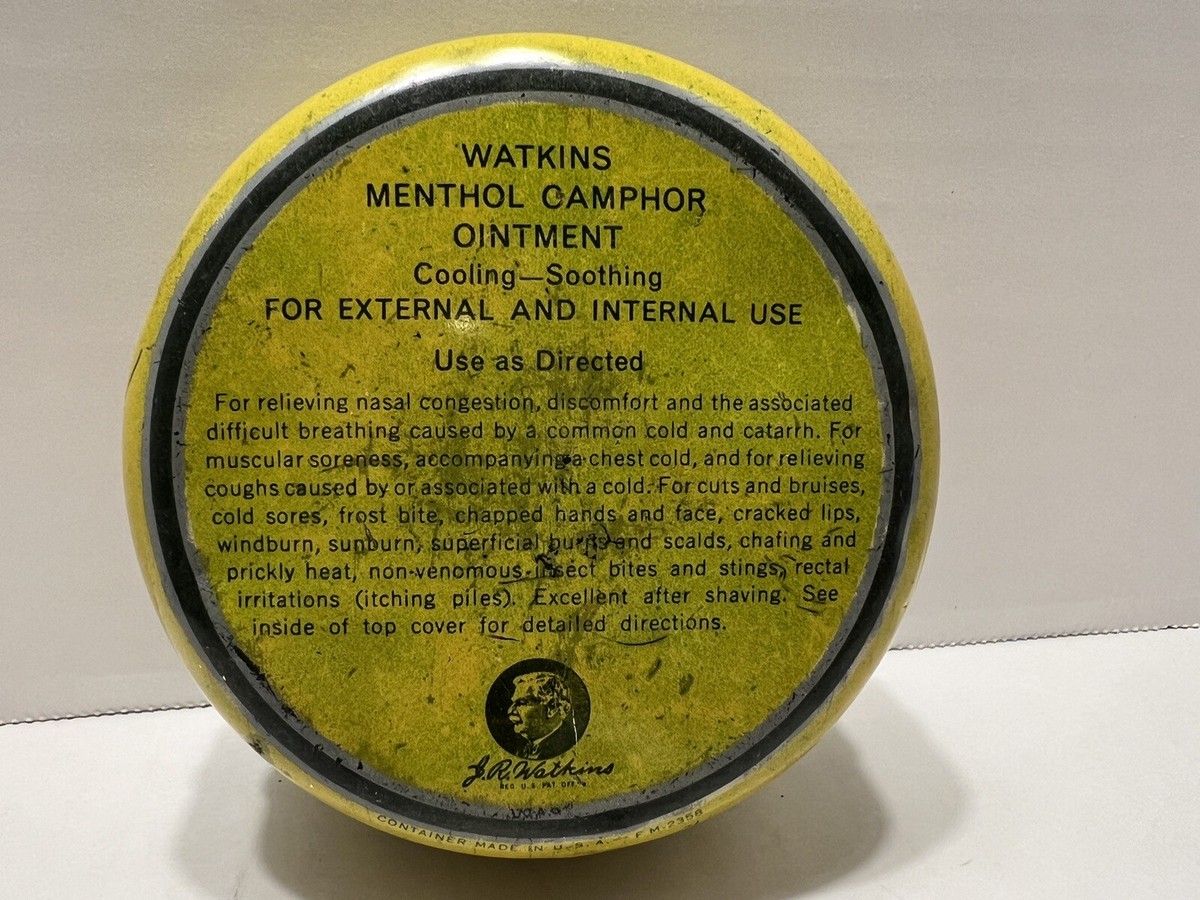 WATKINS
MENTHOL CAMPHOR
OINTMENT
Cooling—Soothing
FOR EXTERNAL AND INTERNAL USE
Use as Directed
For relieving nasal congestion, discomfort and the associated
difficult breathing caused by a common cold and catarrh. For
muscular soreness, accompanying a chest cold, and for relieving
coughs caused by or associated with a cold. For cuts and bruises,
cold sores, frost bite, chapped hands and face, cracked lips,
windburn, sunburn, superficial burns and scalds, chafing and
prickly heat, non-venomous insect bites and stings, rectal
irritations (itching piles). Excellent after shaving. See
inside of top cover for detailed directions.
J.R. Watkins
REG U.S. PAT. OFF.
CONTAINER MADE IN U.S.A. — F M-2358